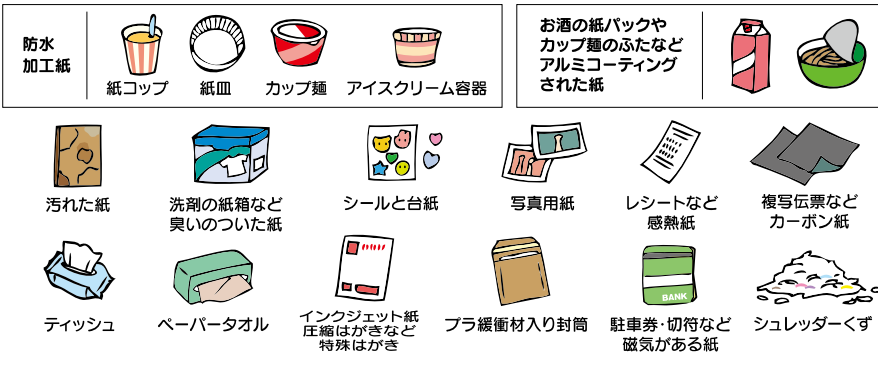 防水
加工紙
紙コップ
紙皿
カップ麺
アイスクリーム容器
お酒の紙パックや
カップ麺のふたなど
アルミコーティング
された紙
汚れた紙
洗剤の紙箱など
臭いのついた紙
シールと台紙
写真用紙
レシートなど
感熱紙
複写伝票など
カーボン紙
ティッシュ
ペーパータオル
インクジェット紙
圧縮はがきなど
特殊はがき
プラ緩衝材入り封筒
BANK
駐車券・切符など
磁気がある紙
シュレッダーくず